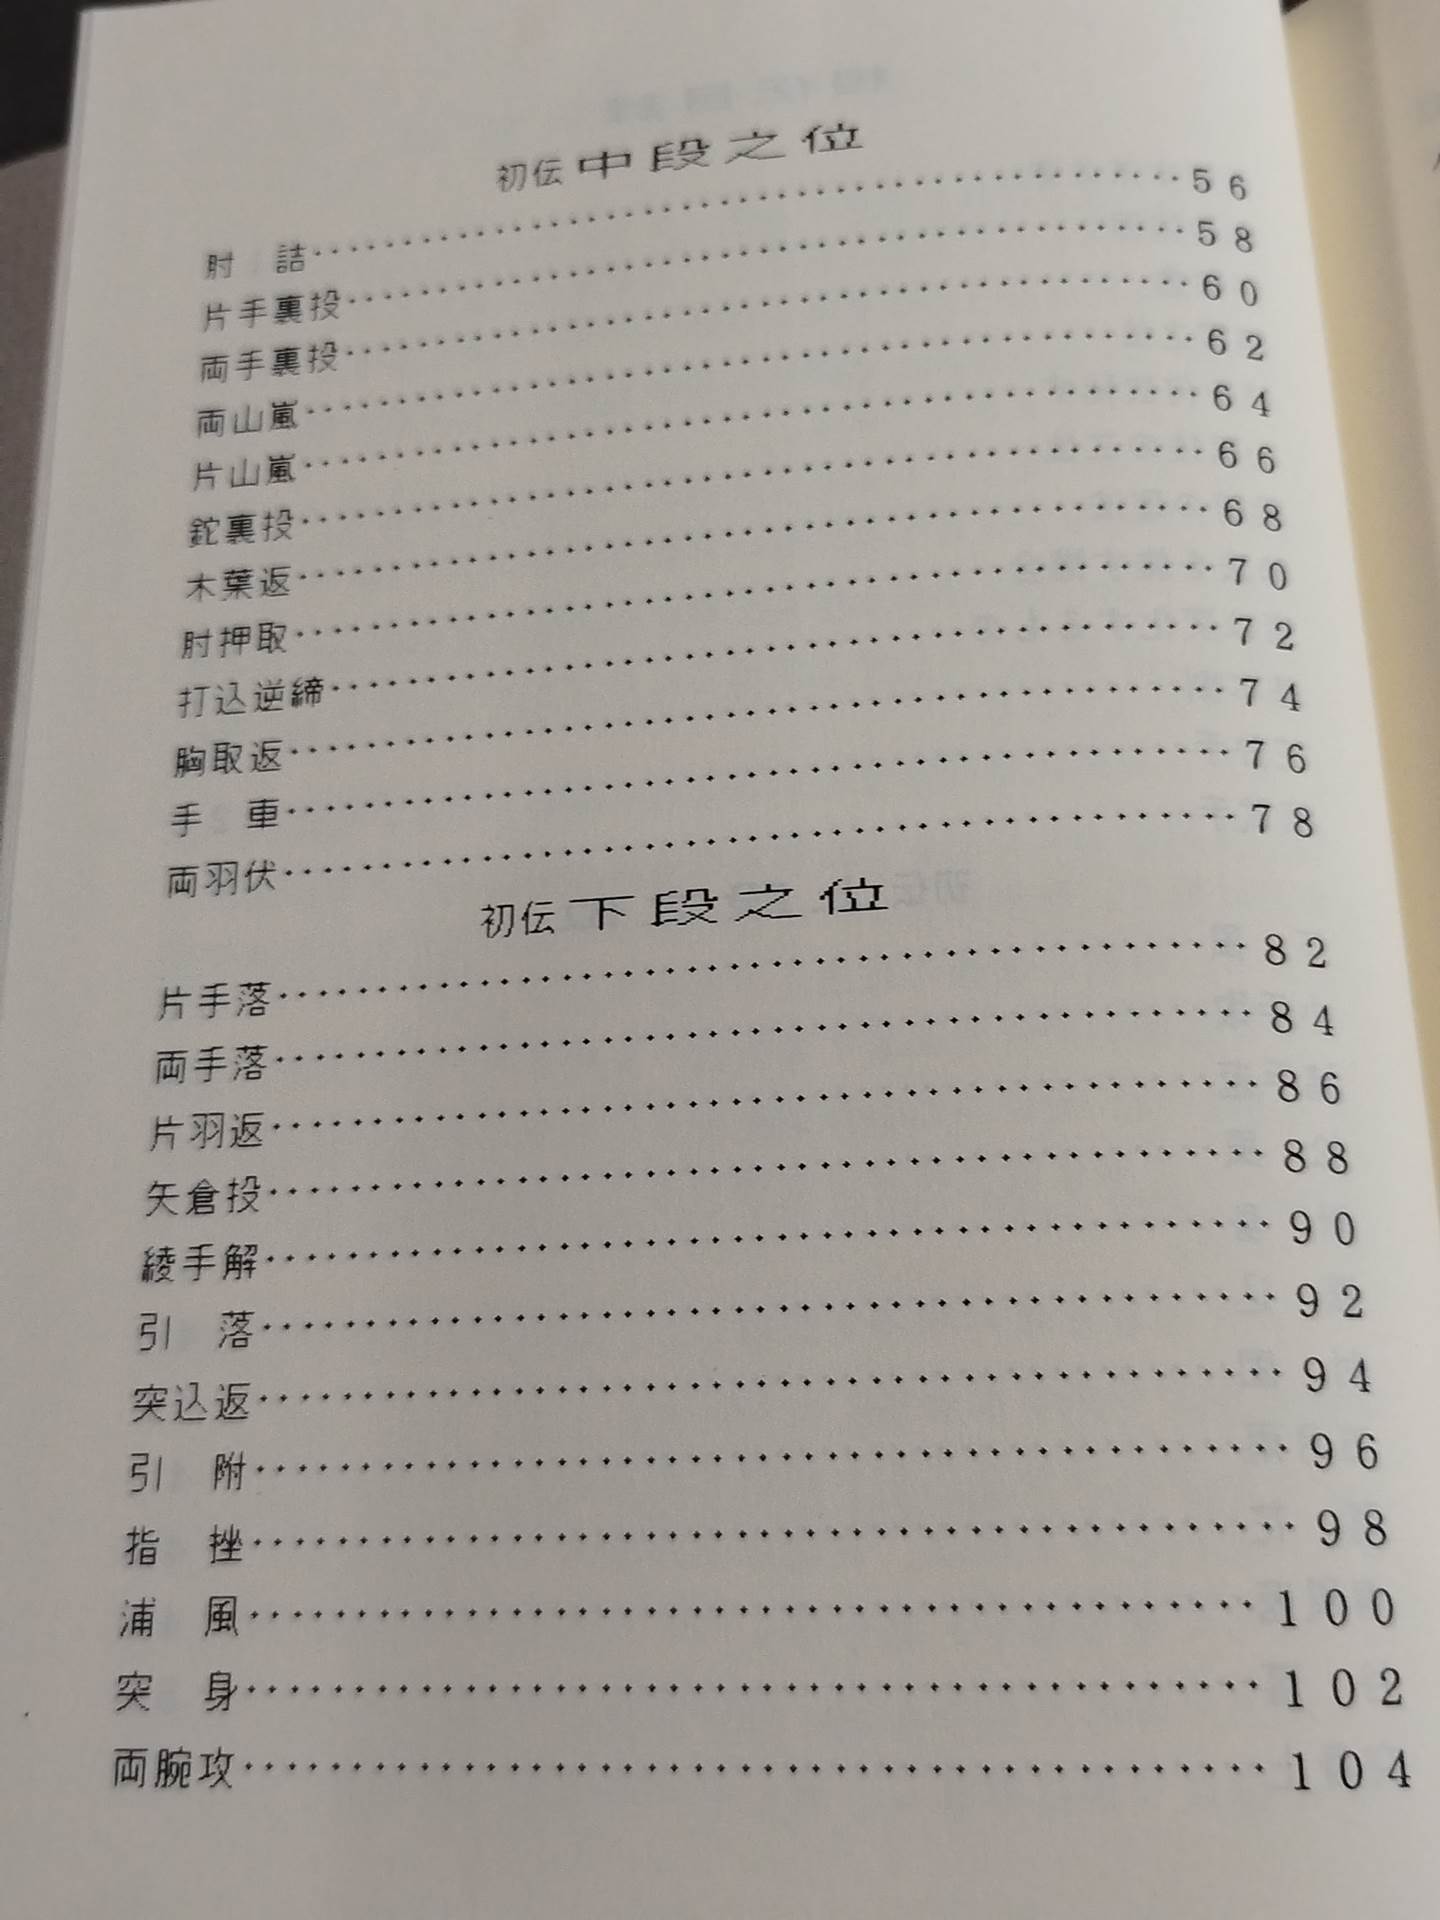 初伝 中段之位
肘　詰 56
片手裏投 58
両手裏投 60
両山嵐 62
片山嵐 64
鉈裏投 66
木葉返 68
肘押取 70
打込逆締 72
胸取返 74
手　車 76
両羽伏 78
初伝 下段之位
片手落 82
両手落 84
片羽返 86
矢倉投 88
綾手解 90
引　落 92
突込返 94
引　附 96
指　挫 98
浦　風 100
突　身 102
両腕攻 104